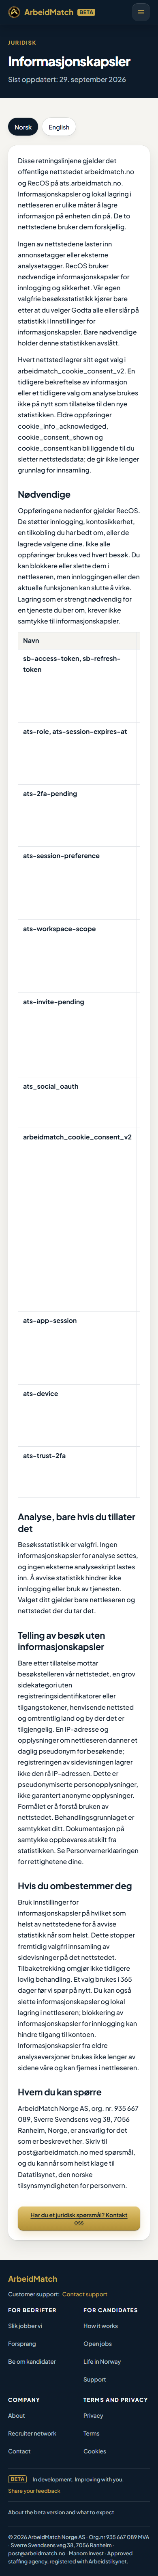 ArbeidMatch BETA
JURIDISK
Informasjonskapsler
Sist oppdatert: 29. september 2026
Norsk English
Disse retningslinjene gjelder det
offentlige nettstedet arbeidmatch.no
og RecOS på ats.arbeidmatch.no.
Informasjonskapsler og lokal lagring i
nettleseren er ulike måter å lagre
informasjon på enheten din på. De to
nettstedene bruker dem forskjellig.
Ingen av nettstedene laster inn
annonsetagger eller eksterne
analysetagger. RecOS bruker
nødvendige informasjonskapsler for
innlogging og sikkerhet. Vår egen
valgfrie besøksstatistikk kjører bare
etter at du velger Godta alle eller slår på
statistikk i Innstillinger for
informasjonskapsler. Bare nødvendige
holder denne statistikken avslått.
Hvert nettsted lagrer sitt eget valg i
arbeidmatch_cookie_consent_v2. En
tidligere bekreftelse av informasjon
eller et tidligere valg om analyse brukes
ikke på nytt som tillatelse til den nye
statistikken. Eldre oppføringer
cookie_info_acknowledged,
cookie_consent_shown og
cookie_consent kan bli liggende til du
sletter nettstedsdata; de gir ikke lenger
grunnlag for innsamling.
Nødvendige
Oppføringene nedenfor gjelder RecOS.
De støtter innlogging, kontosikkerhet,
en tilkobling du har bedt om, eller de
lagrede valgene dine. Ikke alle
oppføringer brukes ved hvert besøk. Du
kan blokkere eller slette dem i
nettleseren, men innloggingen eller den
aktuelle funksjonen kan slutte å virke.
Lagring som er strengt nødvendig for
en tjeneste du ber om, krever ikke
samtykke til informasjonskapsler.
Navn
sb-access-token, sb-refresh-
token
ats-role, ats-session-expires-at
ats-2fa-pending
ats-session-preference
ats-workspace-scope
ats-invite-pending
ats_social_oauth
arbeidmatch_cookie_consent_v2
ats-app-session
ats-device
ats-trust-2fa
Analyse, bare hvis du tillater
det
Besøksstatistikk er valgfri. Ingen
informasjonskapsler for analyse settes,
og ingen eksterne analyseskript lastes
inn. Å avvise statistikk hindrer ikke
innlogging eller bruk av tjenesten.
Valget ditt gjelder bare nettleseren og
nettstedet der du tar det.
Telling av besøk uten
informasjonskapsler
Bare etter tillatelse mottar
besøkstelleren vår nettstedet, en grov
sidekategori uten
registreringsidentifikatorer eller
tilgangstokener, henvisende nettsted
og omtrentlig land og by der det er
tilgjengelig. En IP-adresse og
opplysninger om nettleseren danner et
daglig pseudonym for besøkende;
registreringen av sidevisningen lagrer
ikke den rå IP-adressen. Dette er
pseudonymiserte personopplysninger,
ikke garantert anonyme opplysninger.
Formålet er å forstå bruken av
nettstedet. Behandlingsgrunnlaget er
samtykket ditt. Dokumentasjon på
samtykke oppbevares atskilt fra
statistikken. Se Personvernerklæringen
for rettighetene dine.
Hvis du ombestemmer deg
Bruk Innstillinger for
informasjonskapsler på hvilket som
helst av nettstedene for å avvise
statistikk når som helst. Dette stopper
fremtidig valgfri innsamling av
sidevisninger på det nettstedet.
Tilbaketrekking omgjør ikke tidligere
lovlig behandling. Et valg brukes i 365
dager før vi spør på nytt. Du kan også
slette informasjonskapsler og lokal
lagring i nettleseren; blokkering av
informasjonskapsler for innlogging kan
hindre tilgang til kontoen.
Informasjonskapsler fra eldre
analyseversjoner brukes ikke lenger av
sidene våre og kan fjernes i nettleseren.
Hvem du kan spørre
ArbeidMatch Norge AS, org. nr. 935 667
089, Sverre Svendsens veg 38, 7056
Ranheim, Norge, er ansvarlig for det
som er beskrevet her. Skriv til
post@arbeidmatch.no med spørsmål,
og du kan når som helst klage til
Datatilsynet, den norske
tilsynsmyndigheten for personvern.
Har du et juridisk spørsmål? Kontakt
oss
ArbeidMatch
Customer support: Contact support
FOR BEDRIFTER FOR CANDIDATES
Slik jobber vi How it works
Forsprang Open jobs
Be om kandidater Life in Norway
Support
COMPANY TERMS AND PRIVACY
About Privacy
Recruiter network Terms
Contact Cookies
BETA In development. Improving with you.
Share your feedback
About the beta version and what to expect
© 2026 ArbeidMatch Norge AS · Org.nr 935 667 089 MVA
· Sverre Svendsens veg 38, 7056 Ranheim ·
post@arbeidmatch.no · Manom Invest · Approved
staffing agency, registered with Arbeidstilsynet.